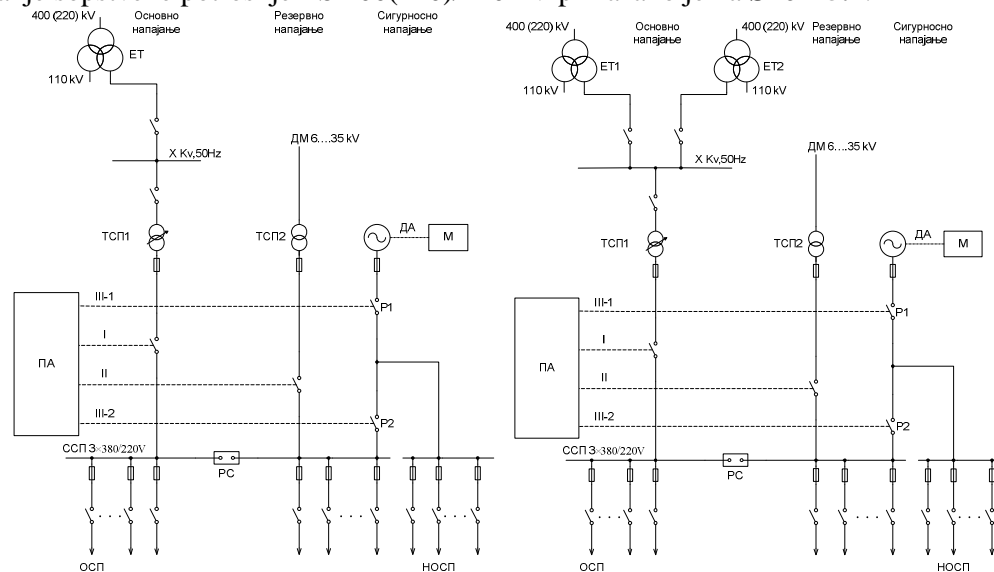 400 (220) kV
Основно
напајање
Резервно
напајање
Сигурносно
напајање
ET
110 kV
X Kv,50Hz
ДМ 6....35 kV
ТСП1
ТСП2
ДА
М
III-1
P1
I
ПА
II
III-2
P2
ССП 3×380/220V
РС
ОСП
НОСП
400 (220) kV
Основно
напајање
400 (220) kV
Резервно
напајање
Сигурносно
напајање
ET1
ET2
110 kV
110 kV
X Kv,50Hz
ДМ 6....35 kV
ТСП1
ТСП2
ДА
М
III-1
P1
I
ПА
II
III-2
P2
ССП 3×380/220V
РС
ОСП
НОСП